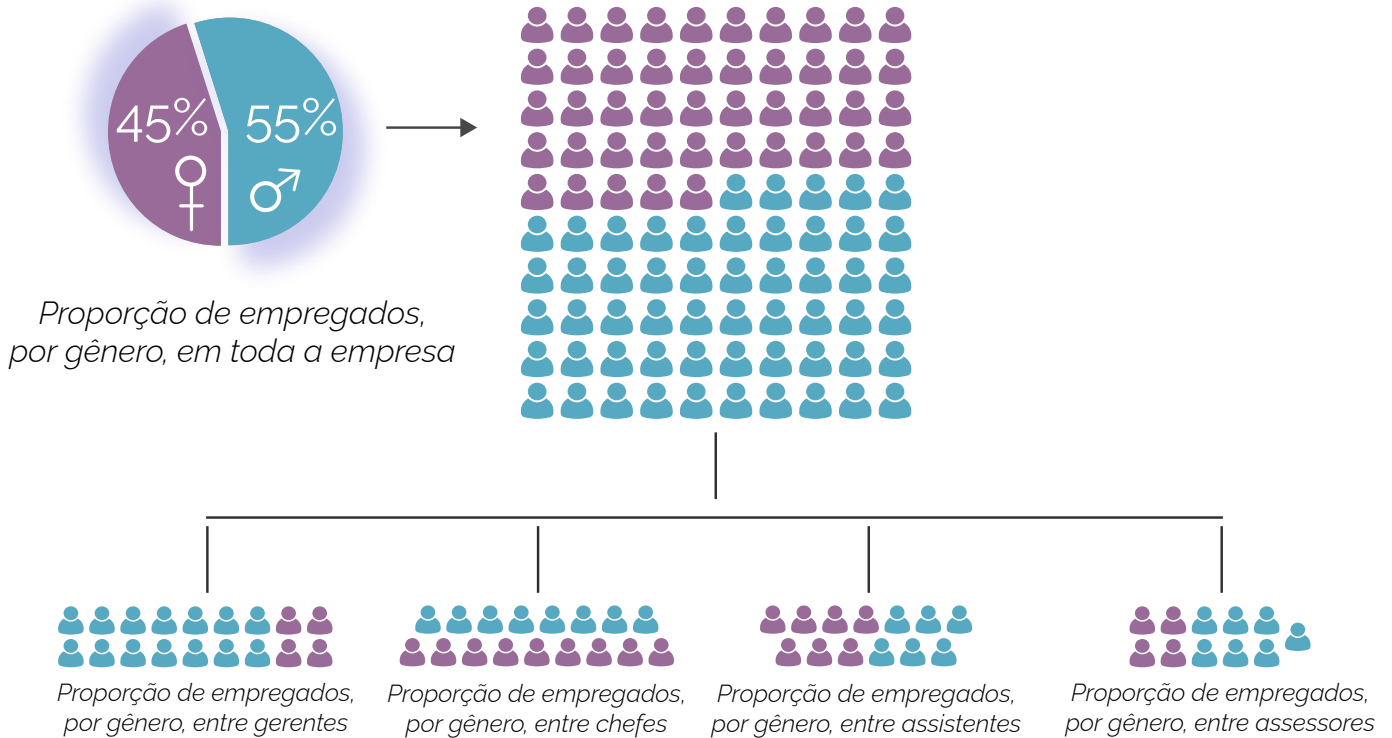 45%
55%
Proporção de empregados,
por gênero, em toda a empresa
Proporção de empregados,
por gênero, entre gerentes
Proporção de empregados,
por gênero, entre chefes
Proporção de empregados,
por gênero, entre assistentes
Proporção de empregados,
por gênero, entre assessores